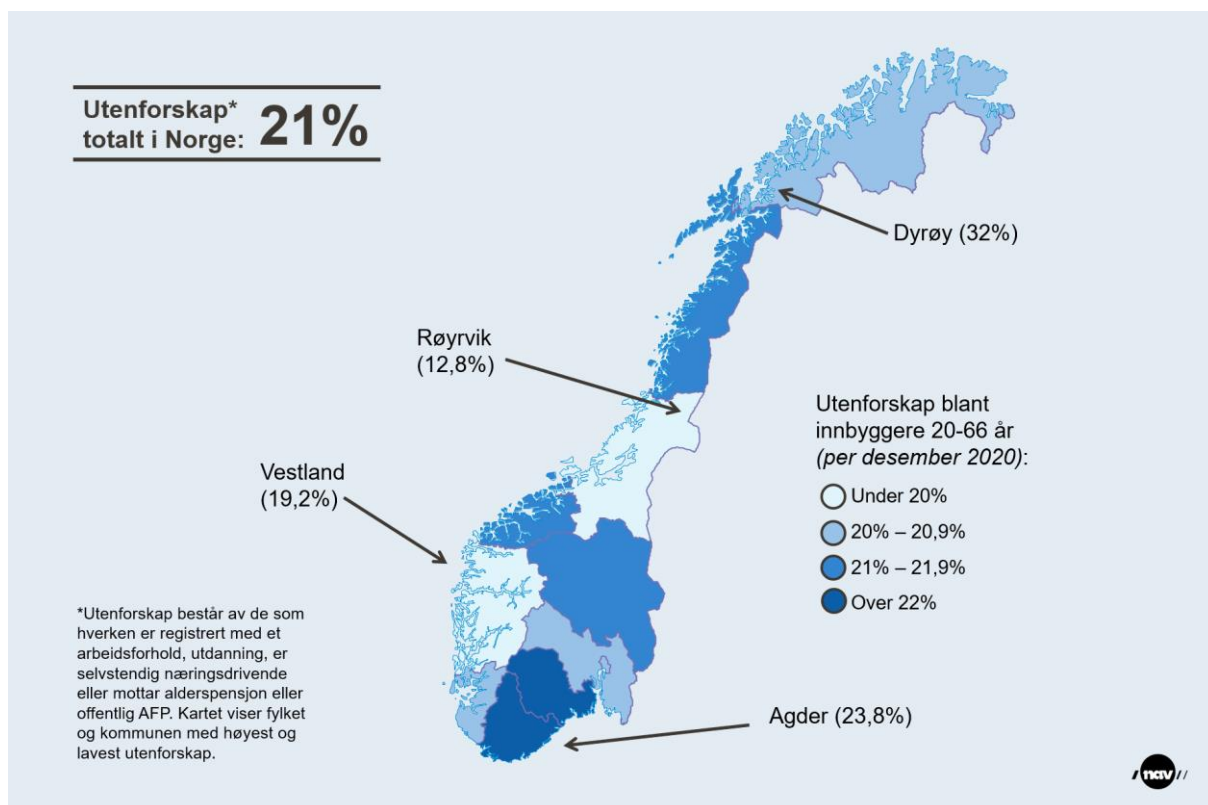 Utenforskap*
totalt i Norge:
21%
Dyrøy (32%)
Røyrvik
(12,8%)
Vestland
(19,2%)
Utenforskap blant
innbyggere 20-66 år
(per desember 2020):
Under 20%
20% – 20,9%
21% – 21,9%
Over 22%
*Utenforskap består av de som
hverken er registrert med et
arbeidsforhold, utdanning, er
selvstendig næringsdrivende
eller mottar alderspensjon eller
offentlig AFP. Kartet viser fylket
og kommunen med høyest og
lavest utenforskap.
Agder (23,8%)
nav